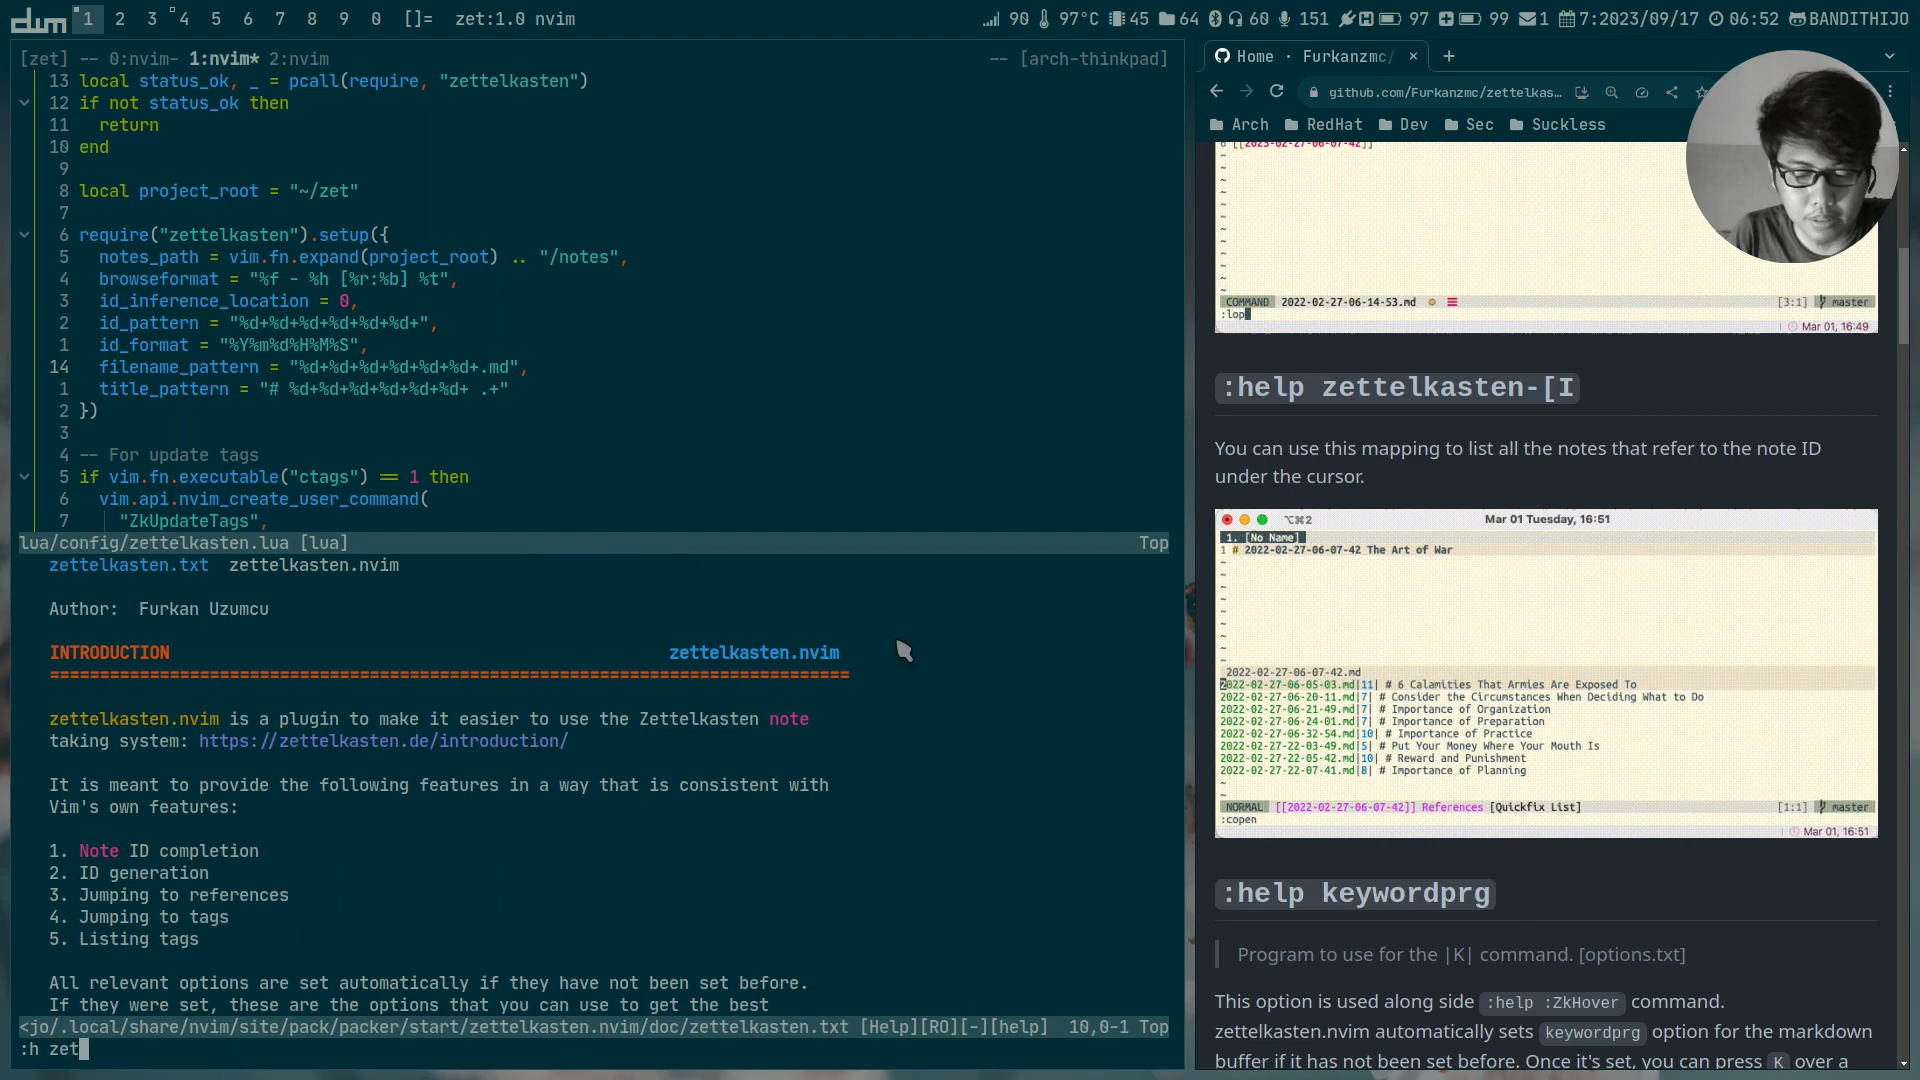 dwm 1 2 3 4 5 6 7 8 9 0 []= zet:1.0 nvim 90 97°C 45 64 60 151 H 97 99 1 7:2023/09/17 06:52 BANDITHIJO
[zet] -- 0:nvim- 1:nvim* 2:nvim -- [arch-thinkpad]
13 local status_ok, _ = pcall(require, "zettelkasten")
12 if not status_ok then
11 return
10 end
9
8 local project_root = "~/zet"
7
6 require("zettelkasten").setup({
5 notes_path = vim.fn.expand(project_root) .. "/notes",
4 browseformat = "%f - %h [%r:%b] %t",
3 id_inference_location = 0,
2 id_pattern = "%d+%d+%d+%d+%d+%d+",
1 id_format = "%Y%m%d%H%M%S",
14 filename_pattern = "%d+%d+%d+%d+%d+%d+.md",
1 title_pattern = "# %d+%d+%d+%d+%d+%d+ .+"
2 })
3
4 -- For update tags
5 if vim.fn.executable("ctags") == 1 then
6 vim.api.nvim_create_user_command(
7 "ZkUpdateTags",
lua/config/zettelkasten.lua [lua] Top
zettelkasten.txt zettelkasten.nvim
Author: Furkan Uzumcu
INTRODUCTION zettelkasten.nvim
================================================================================
zettelkasten.nvim is a plugin to make it easier to use the Zettelkasten note
taking system: https://zettelkasten.de/introduction/
It is meant to provide the following features in a way that is consistent with
Vim's own features:
1. Note ID completion
2. ID generation
3. Jumping to references
4. Jumping to tags
5. Listing tags
All relevant options are set automatically if they have not been set before.
If they were set, these are the options that you can use to get the best
<jo/.local/share/nvim/site/pack/packer/start/zettelkasten.nvim/doc/zettelkasten.txt [Help][RO][-][help] 10,0-1 Top
:h zet
Home · Furkanzmc/
github.com/Furkanzmc/zettelkas...
Arch RedHat Dev Sec Suckless
6 [[2023-02-27-06-07-42]]
COMMAND 2022-02-27-06-14-53.md [3:1] master
:lop
Mar 01, 16:49
:help zettelkasten-[I
You can use this mapping to list all the notes that refer to the note ID
under the cursor.
⌥⌘2 Mar 01 Tuesday, 16:51
1. [No Name]
1 # 2022-02-27-06-07-42 The Art of War
2022-02-27-06-07-42.md
2022-02-27-06-05-03.md|11| # 6 Calamities That Armies Are Exposed To
2022-02-27-06-20-11.md|7| # Consider the Circumstances When Deciding What to Do
2022-02-27-06-21-49.md|7| # Importance of Organization
2022-02-27-06-24-01.md|7| # Importance of Preparation
2022-02-27-06-32-54.md|10| # Importance of Practice
2022-02-27-22-03-49.md|5| # Put Your Money Where Your Mouth Is
2022-02-27-22-05-42.md|10| # Reward and Punishment
2022-02-27-22-07-41.md|8| # Importance of Planning
NORMAL [[2022-02-27-06-07-42]] References [Quickfix List] [1:1] master
:copen
Mar 01, 16:51
:help keywordprg
Program to use for the |K| command. [options.txt]
This option is used along side :help :ZkHover command.
zettelkasten.nvim automatically sets keywordprg option for the markdown
buffer if it has not been set before. Once it's set, you can press K over a